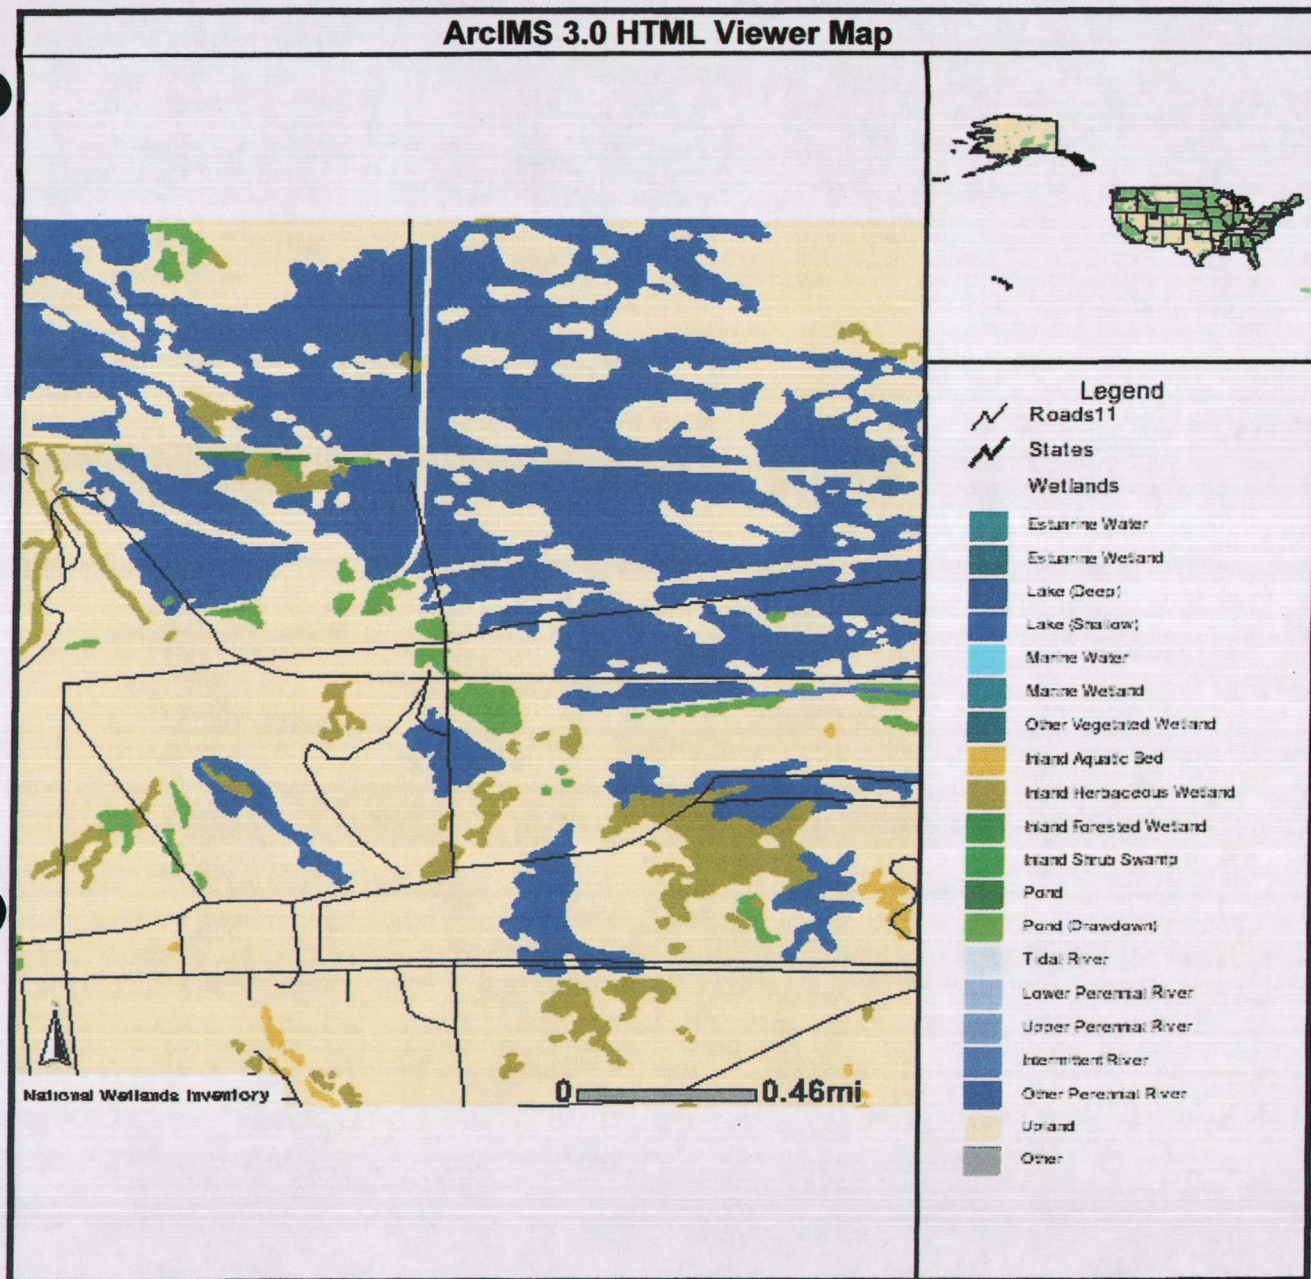 ArcIMS 3.0 HTML Viewer Map
Legend
Roads11
States
Wetlands
Estuarine Water
Estuarine Wetland
Lake (Deep)
Lake (Shallow)
Marine Water
Marine Wetland
Other Vegetated Wetland
Inland Aquatic Bed
Inland Herbaceous Wetland
Inland Forested Wetland
Inland Shrub Swamp
Pond
Pond (Drawdown)
Tidal River
Lower Perennial River
Upper Perennial River
Intermittent River
Other Perennial River
Upland
Other
National Wetlands Inventory
0 0.46mi